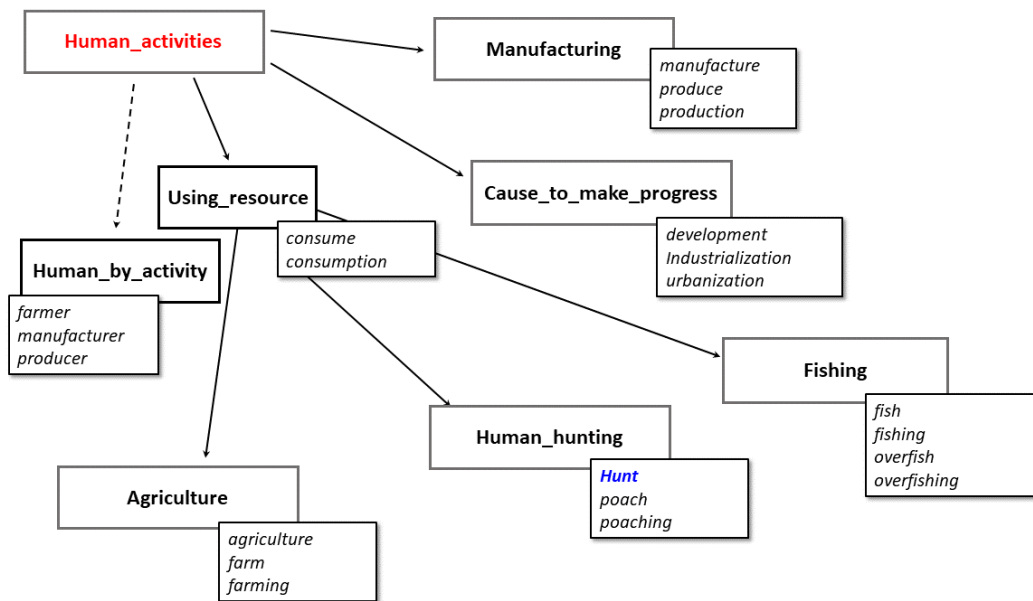 Human_activities
Manufacturing
manufacture
produce
production
Using_resource
consume
consumption
Cause_to_make_progress
development
Industrialization
urbanization
Human_by_activity
farmer
manufacturer
producer
Fishing
fish
fishing
overfish
overfishing
Human_hunting
Hunt
poach
poaching
Agriculture
agriculture
farm
farming